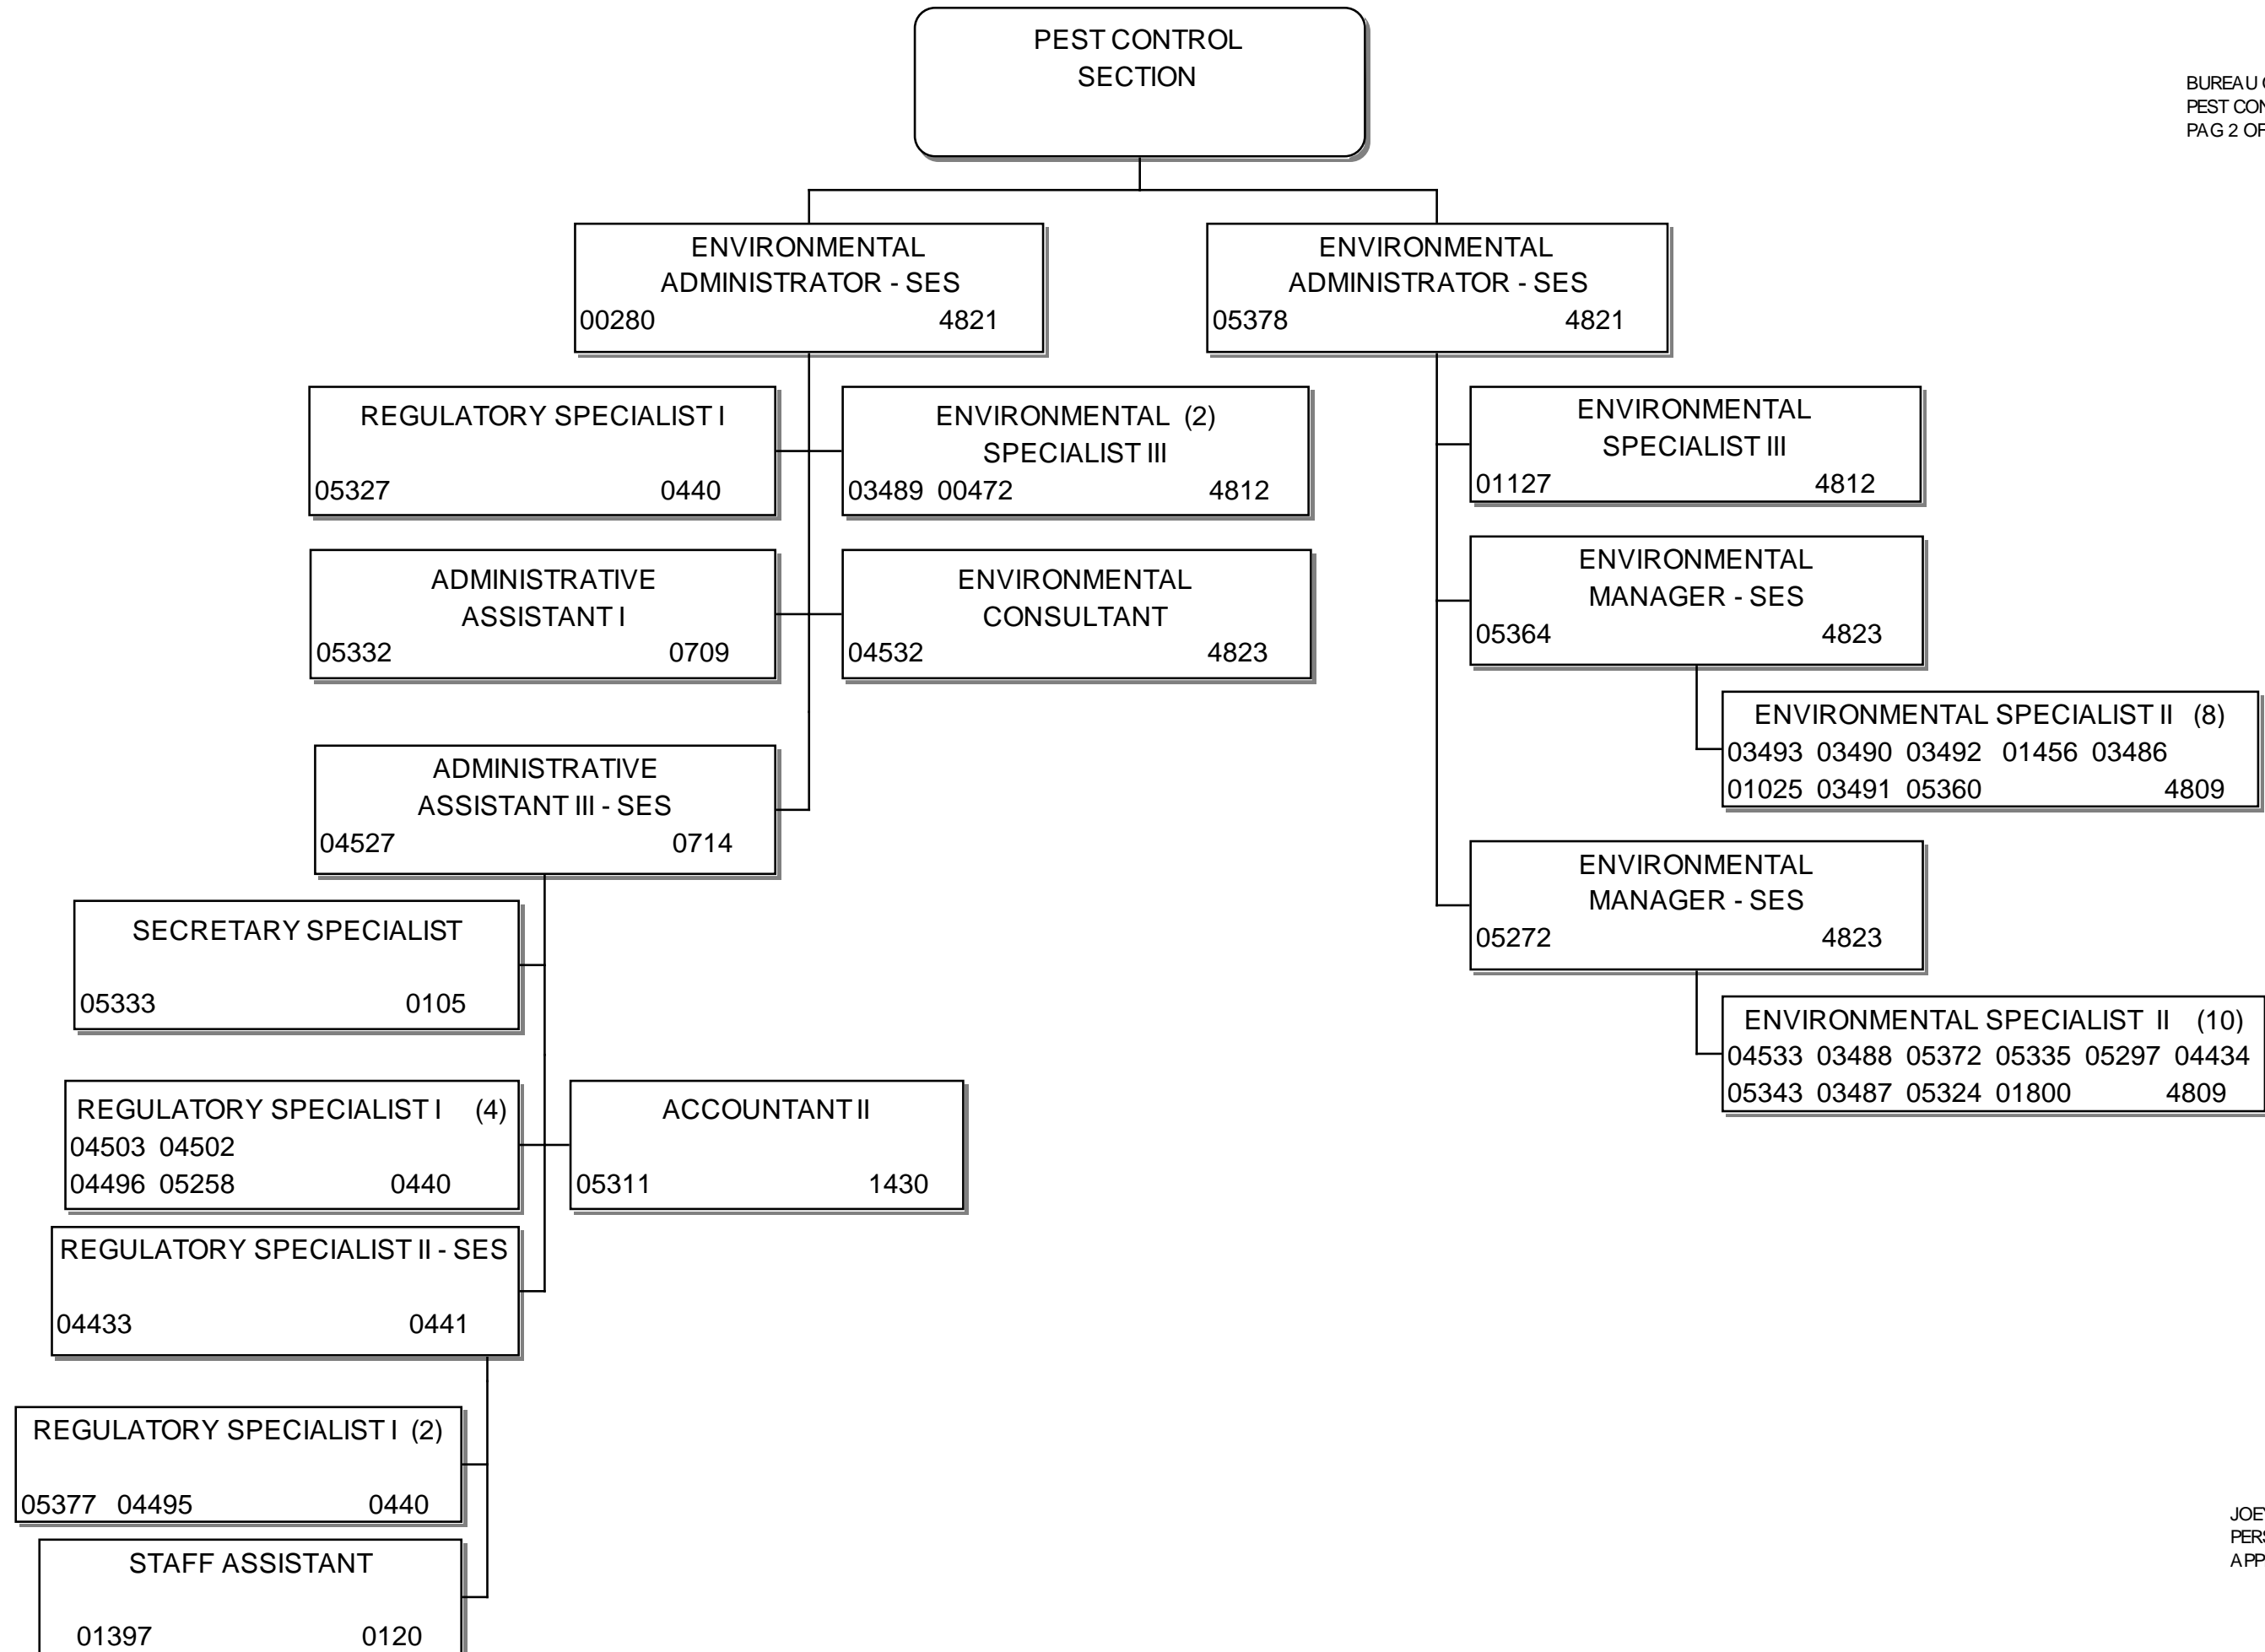 PEST CONTROL
SECTION
BUREAU
PEST
PAG 2 OF
ENVIRONMENTAL
ADMINISTRATOR - SES
00280 4821
ENVIRONMENTAL
ADMINISTRATOR - SES
05378 4821
REGULATORY SPECIALIST I
05327 0440
ENVIRONMENTAL (2)
SPECIALIST III
03489 00472 4812
ENVIRONMENTAL
SPECIALIST III
01127 4812
ADMINISTRATIVE
ASSISTANT I
05332 0709
ENVIRONMENTAL
CONSULTANT
04532 4823
ENVIRONMENTAL
MANAGER - SES
05364 4823
ENVIRONMENTAL SPECIALIST II (8)
03493 03490 03492 01456 03486
01025 03491 05360 4809
ADMINISTRATIVE
ASSISTANT III - SES
04527 0714
ENVIRONMENTAL
MANAGER - SES
05272 4823
SECRETARY SPECIALIST
05333 0105
ENVIRONMENTAL SPECIALIST II (10)
04533 03488 05372 05335 05297 04434
05343 03487 05324 01800 4809
REGULATORY SPECIALIST I (4)
04503 04502
04496 05258 0440
ACCOUNTANT II
05311 1430
REGULATORY SPECIALIST II - SES
04433 0441
REGULATORY SPECIALIST I (2)
05377 04495 0440
STAFF ASSISTANT
01397 0120